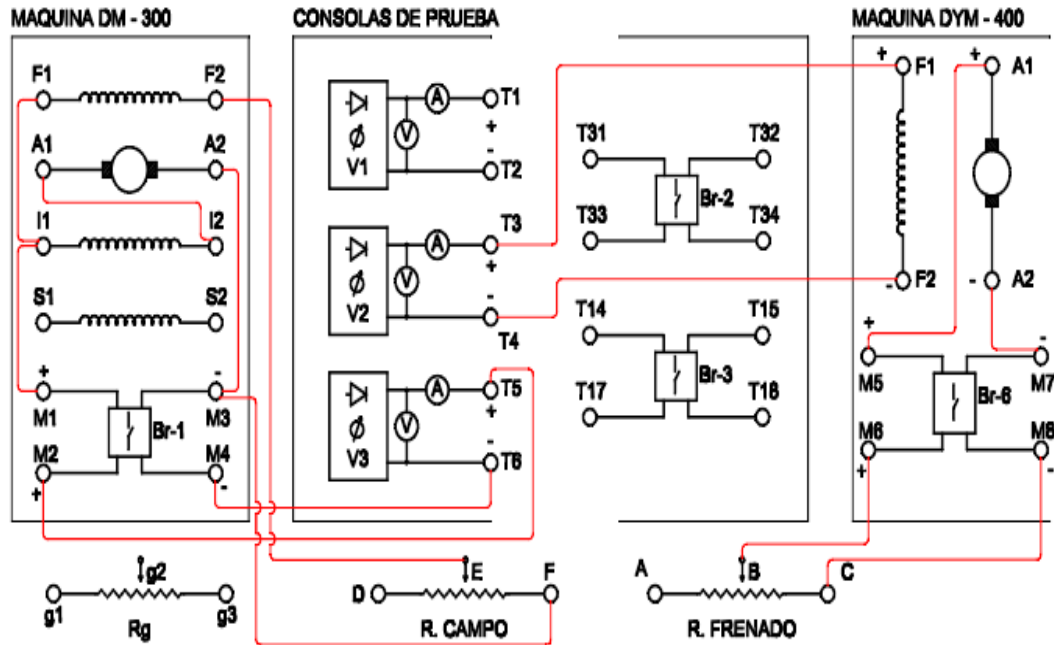 MAQUINA DM - 300
CONSOLAS DE PRUEBA
MAQUINA DYM - 400
F1 F2
A1 A2
I1 I2
S1 S2
+ -
M1 Br-1 M3
M2 M4
+ -
V1 A V T1
+
-
T2
V2 A V T3
+
-
T4
V3 A V T5
+
-
T6
T31 T32
Br-2
T33 T34
T14 T15
Br-3
T17 T18
+ F1 + A1
- F2 - A2
+ -
M5 M7
Br-6
M6 M8
+ -
g1 g2 g3
Rg
D E F
R. CAMPO
A B C
R. FRENADO